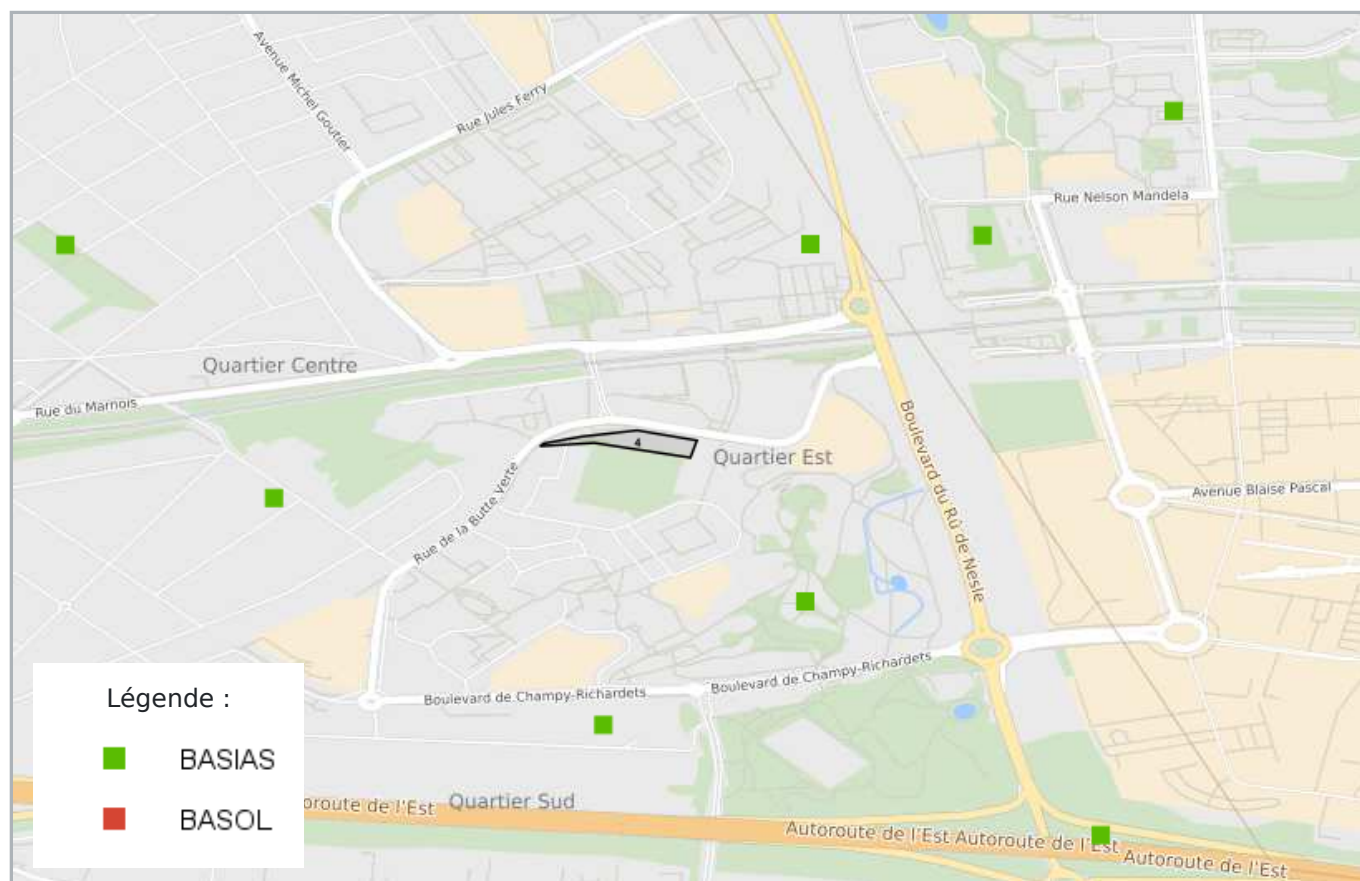 Avenue Michel Goutier
Rue Jules Ferry
Rue Nelson Mandela
Quartier Centre
Rue du Marnois
4
Quartier Est
Boulevard du Rû de Nesle
Avenue Blaise Pascal
Rue de la Butte Verte
Boulevard de Champy-Richardets
Boulevard de Champy-Richardets
Légende :
BASIAS
BASOL
oroute de l'Est
Quartier Sud
Autoroute de l'Est Autoroute de l'Est
Autoroute de l'Est